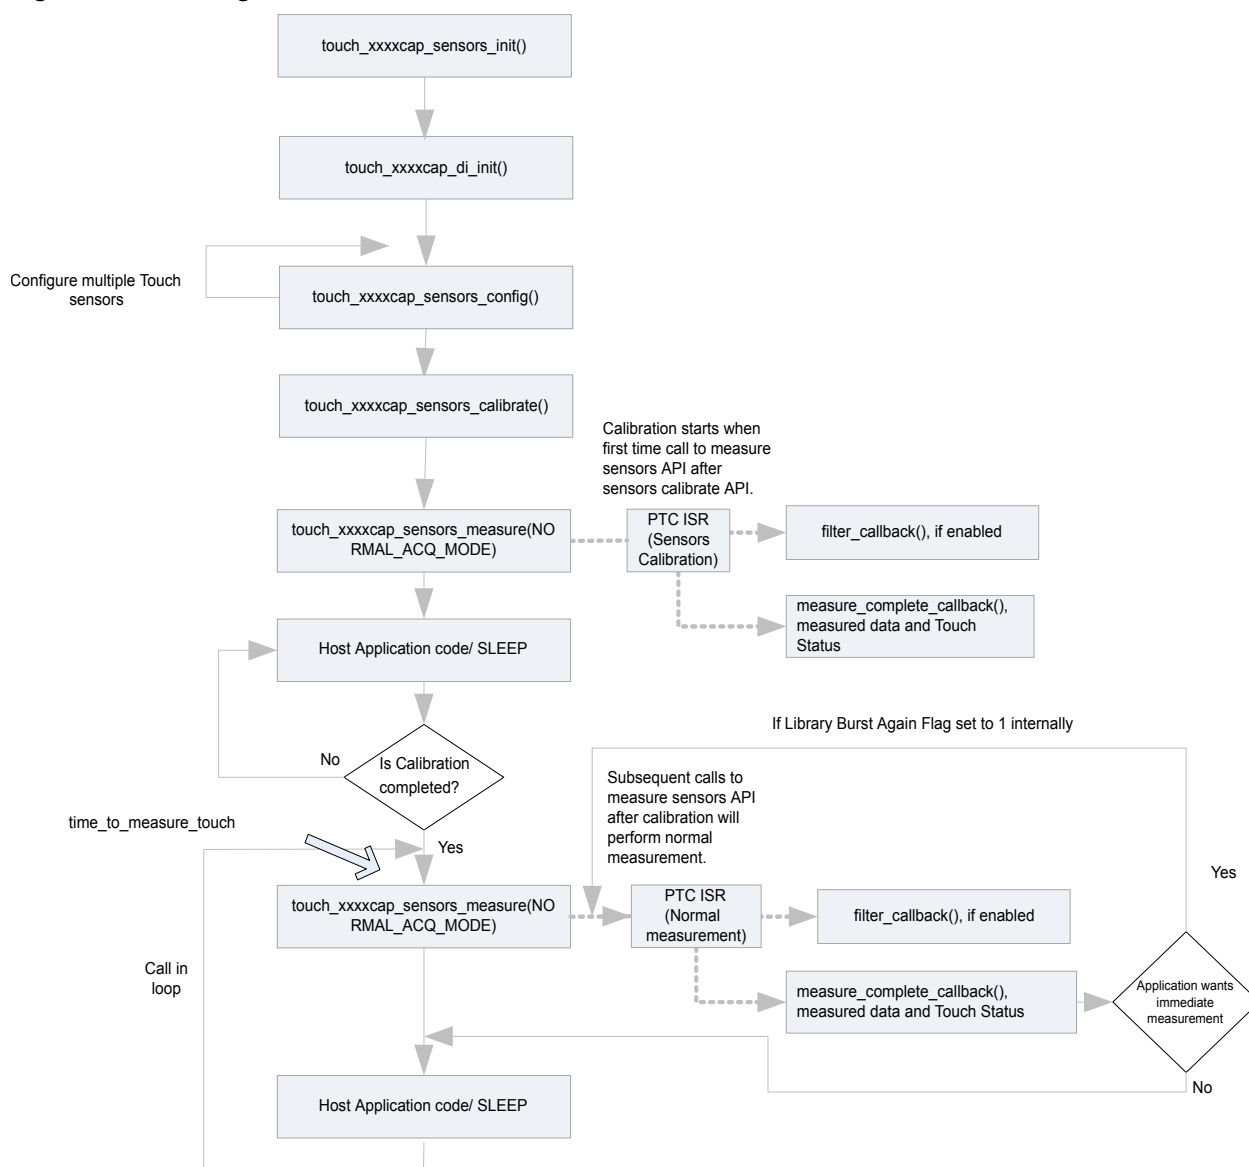 touch_xxxxcap_sensors_init()
touch_xxxxcap_di_init()
Configure multiple Touch
sensors
touch_xxxxcap_sensors_config()
touch_xxxxcap_sensors_calibrate()
Calibration starts when
first time call to measure
sensors API after
sensors calibrate API.
touch_xxxxcap_sensors_measure(NO
RMAL_ACQ_MODE)
PTC ISR
(Sensors
Calibration)
filter_callback(), if enabled
measure_complete_callback(),
measured data and Touch
Status
Host Application code/ SLEEP
If Library Burst Again Flag set to 1 internally
No
Is Calibration
completed?
Subsequent calls to
measure sensors API
after calibration will
perform normal
measurement.
time_to_measure_touch
Yes
Yes
touch_xxxxcap_sensors_measure(NO
RMAL_ACQ_MODE)
PTC ISR
(Normal
measurement)
filter_callback(), if enabled
Call in
loop
measure_complete_callback(),
measured data and Touch Status
Application wants
immediate
measurement
No
Host Application code/ SLEEP